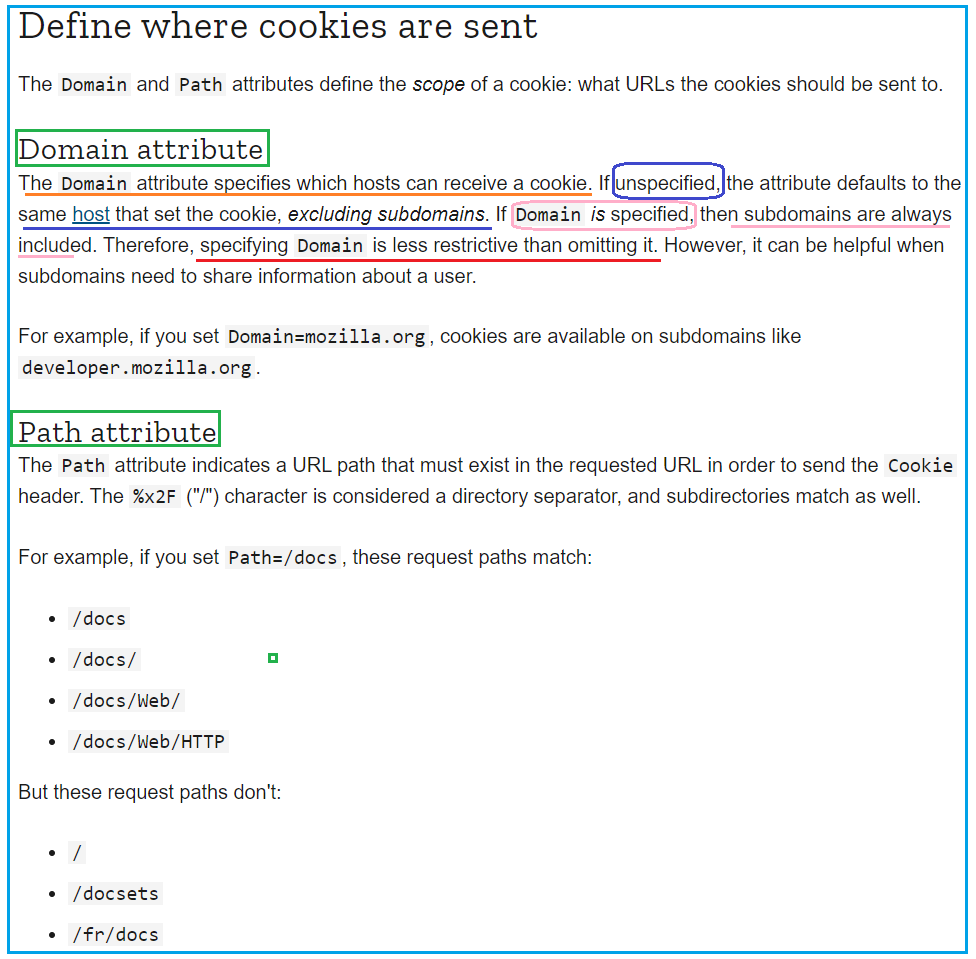 Define where cookies are sent
The Domain and Path attributes define the scope of a cookie: what URLs the cookies should be sent to.
Domain attribute
The Domain attribute specifies which hosts can receive a cookie. If unspecified, the attribute defaults to the
same host that set the cookie, excluding subdomains. If Domain is specified, then subdomains are always
included. Therefore, specifying Domain is less restrictive than omitting it. However, it can be helpful when
subdomains need to share information about a user.
For example, if you set Domain=mozilla.org, cookies are available on subdomains like
developer.mozilla.org.
Path attribute
The Path attribute indicates a URL path that must exist in the requested URL in order to send the Cookie
header. The %x2F ("/") character is considered a directory separator, and subdirectories match as well.
For example, if you set Path=/docs, these request paths match:
• /docs
• /docs/
• /docs/Web/
• /docs/Web/HTTP
But these request paths don't:
• /
• /docsets
• /fr/docs